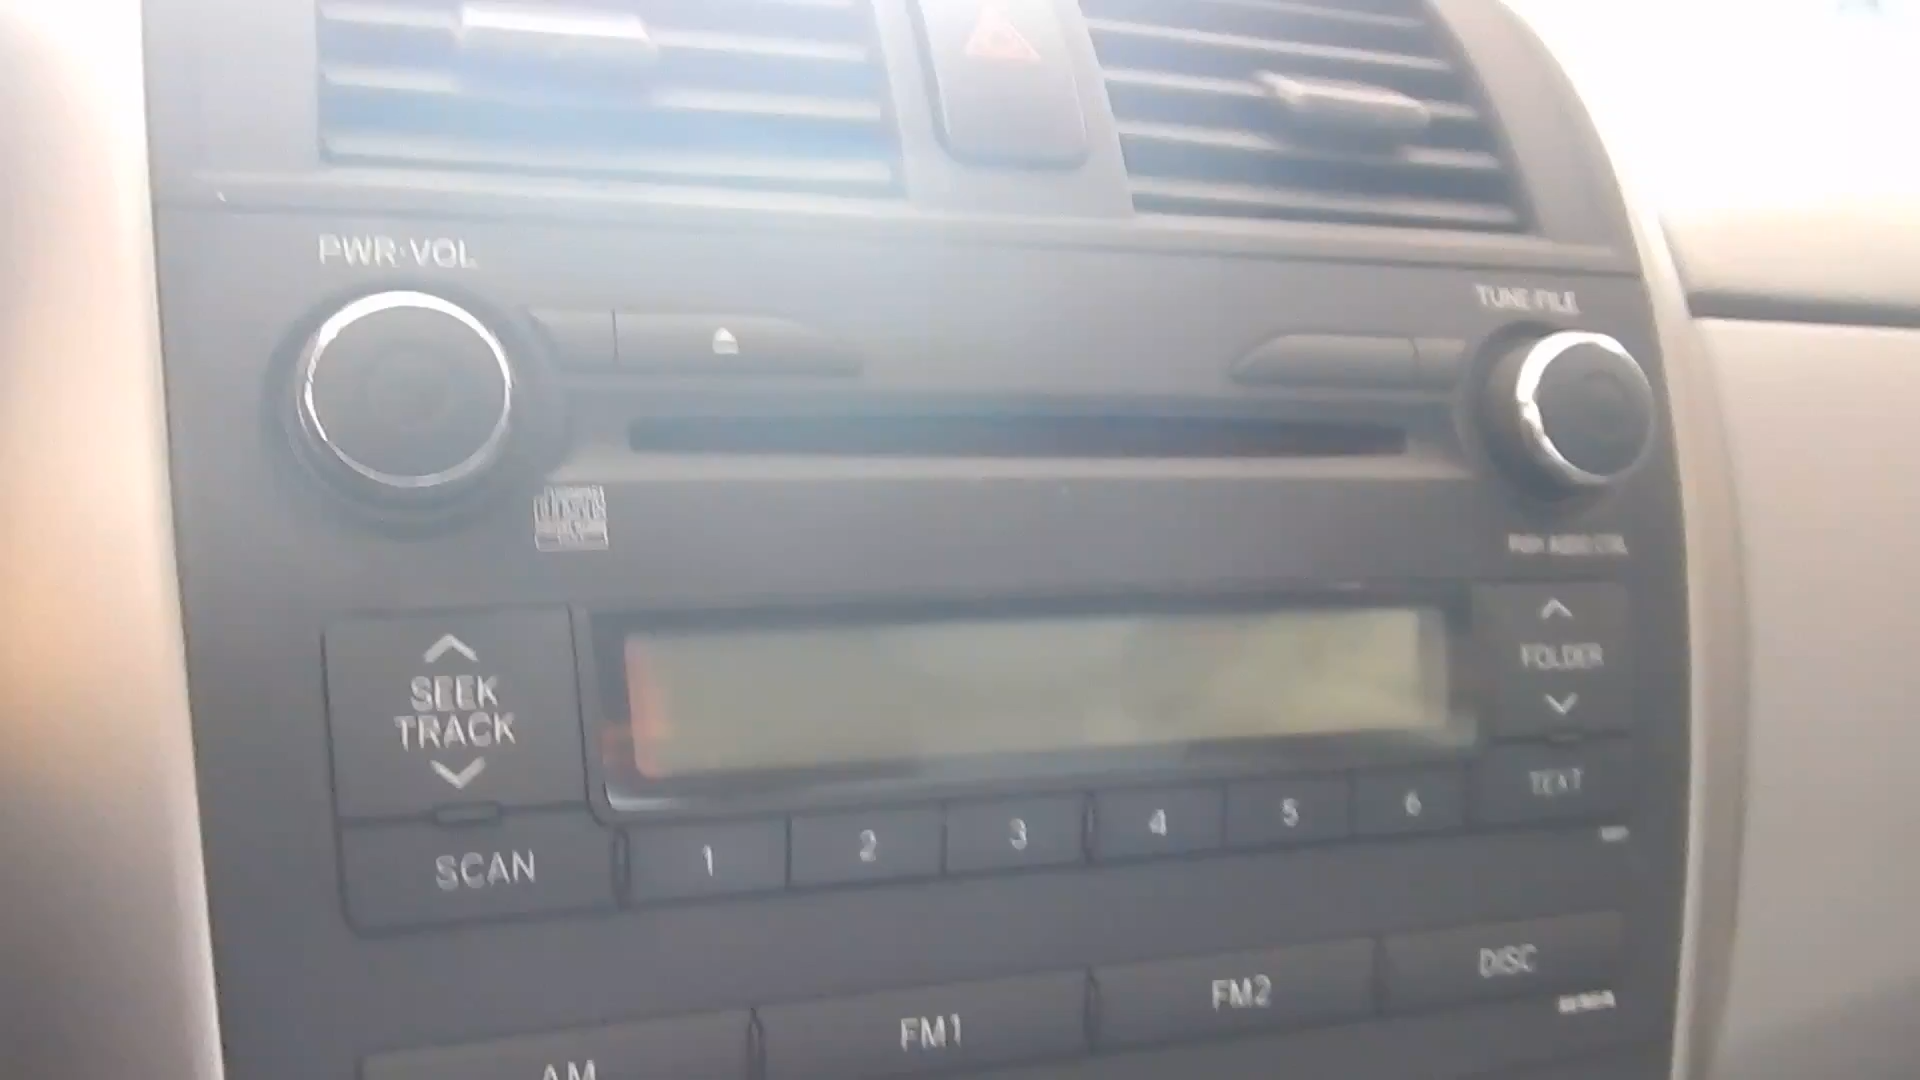 PWR·VOL
TUNE·FILE
SEEK
TRACK
FOLDER
TEXT
SCAN
1
2
3
4
5
6
DISC
FM2
FM1
AM